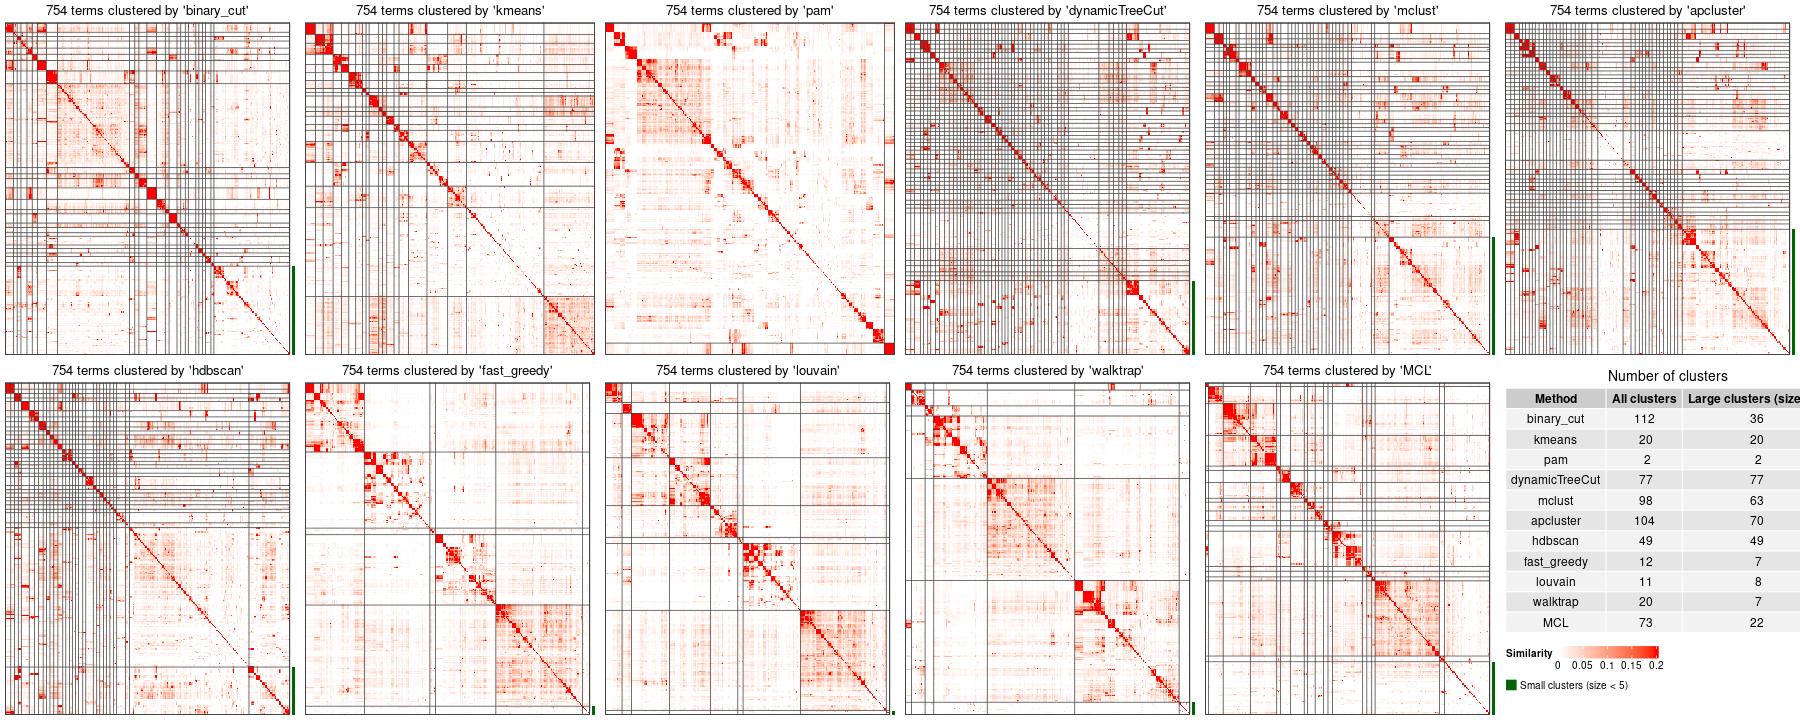 754 terms clustered by 'binary_cut'
754 terms clustered by 'kmeans'
754 terms clustered by 'pam'
754 terms clustered by 'dynamicTreeCut'
754 terms clustered by 'mclust'
754 terms clustered by 'apcluster'
754 terms clustered by 'hdbscan'
754 terms clustered by 'fast_greedy'
754 terms clustered by 'louvain'
754 terms clustered by 'walktrap'
754 terms clustered by 'MCL'
Number of clusters
Method All clusters Large clusters (size
binary_cut 112 36
kmeans 20 20
pam 2 2
dynamicTreeCut 77 77
mclust 98 63
apcluster 104 70
hdbscan 49 49
fast_greedy 12 7
louvain 11 8
walktrap 20 7
MCL 73 22
Similarity
0 0.05 0.1 0.15 0.2
Small clusters (size < 5)